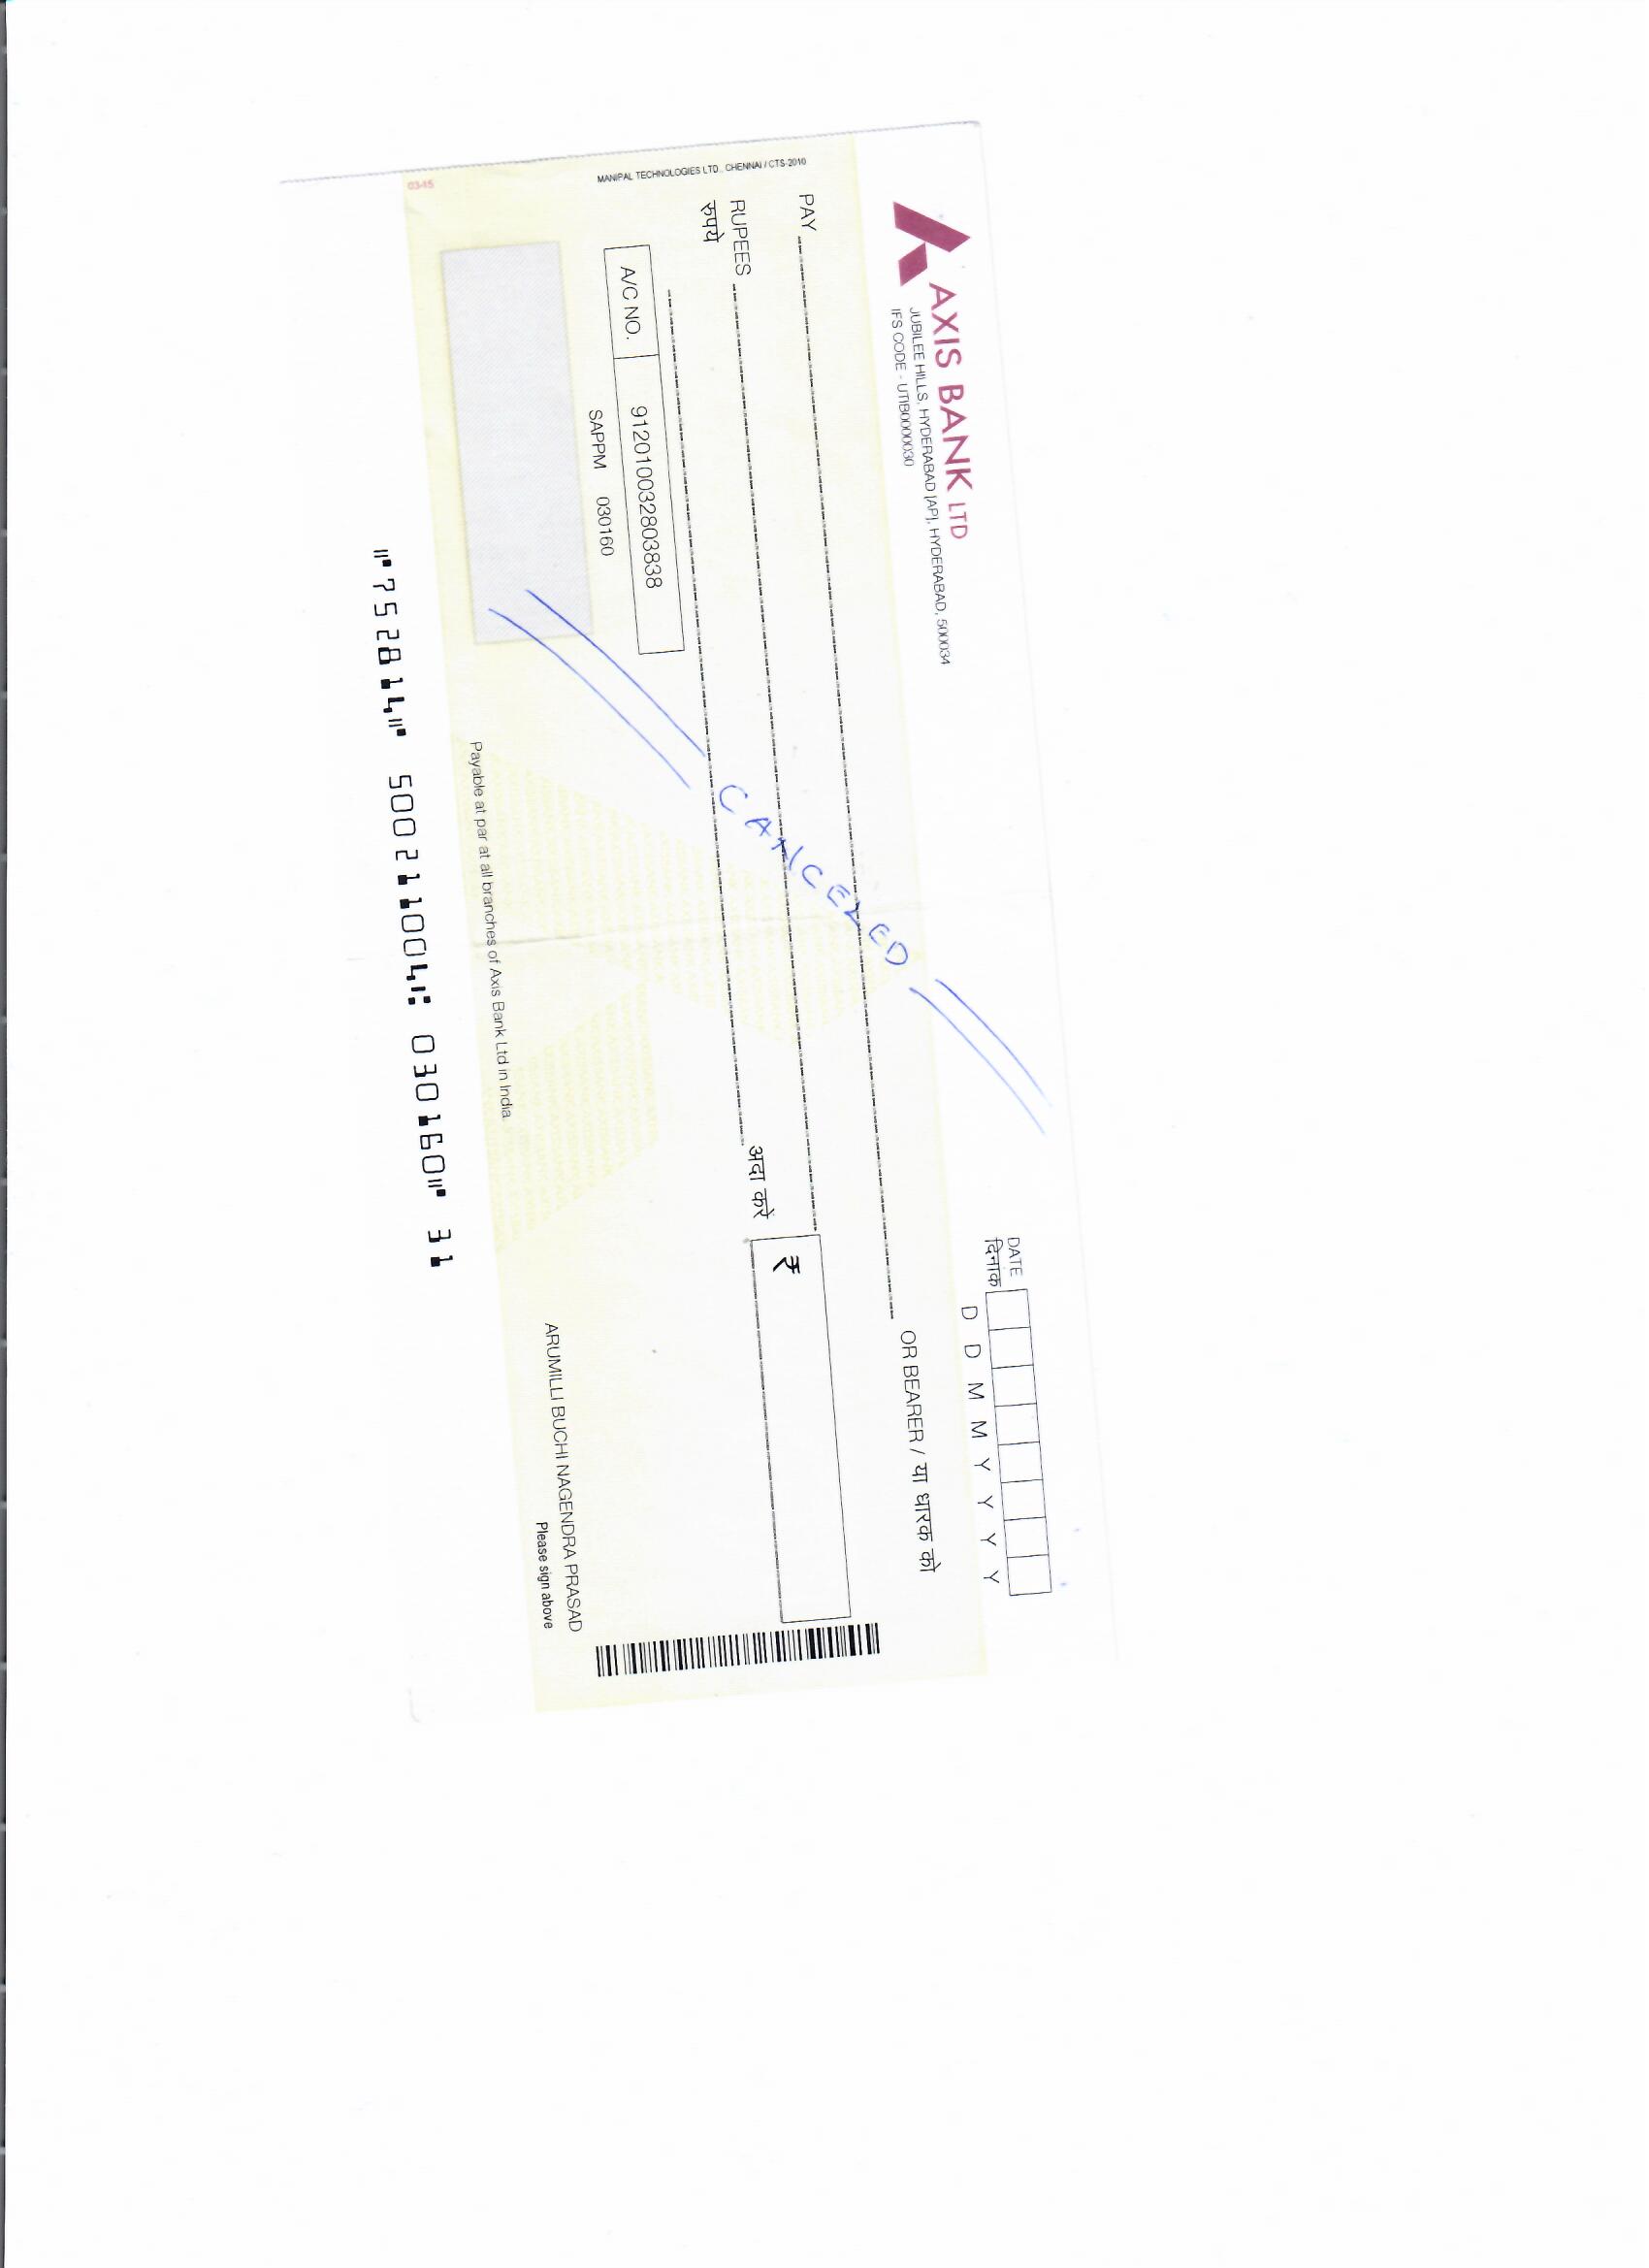 AXIS BANK LTD
JUBILEE HILLS, HYDERABAD [AP], HYDERABAD, 500034
IFS CODE - UTIB0000030
DATE
दिनांक
D D M M Y Y Y Y
PAY
OR BEARER / या धारक को
RUPEES
रुपये
अदा करें
₹
CANCELED
A/C NO. 912010032803838
SAPPM 030160
MANIPAL TECHNOLOGIES LTD., CHENNAI / CTS-2010
03-15
ARUMILLI BUCHI NAGENDRA PRASAD
Please sign above
Payable at par at all branches of Axis Bank Ltd in India.
⑈752814⑈ 500211004⑆ 030160⑈ 31